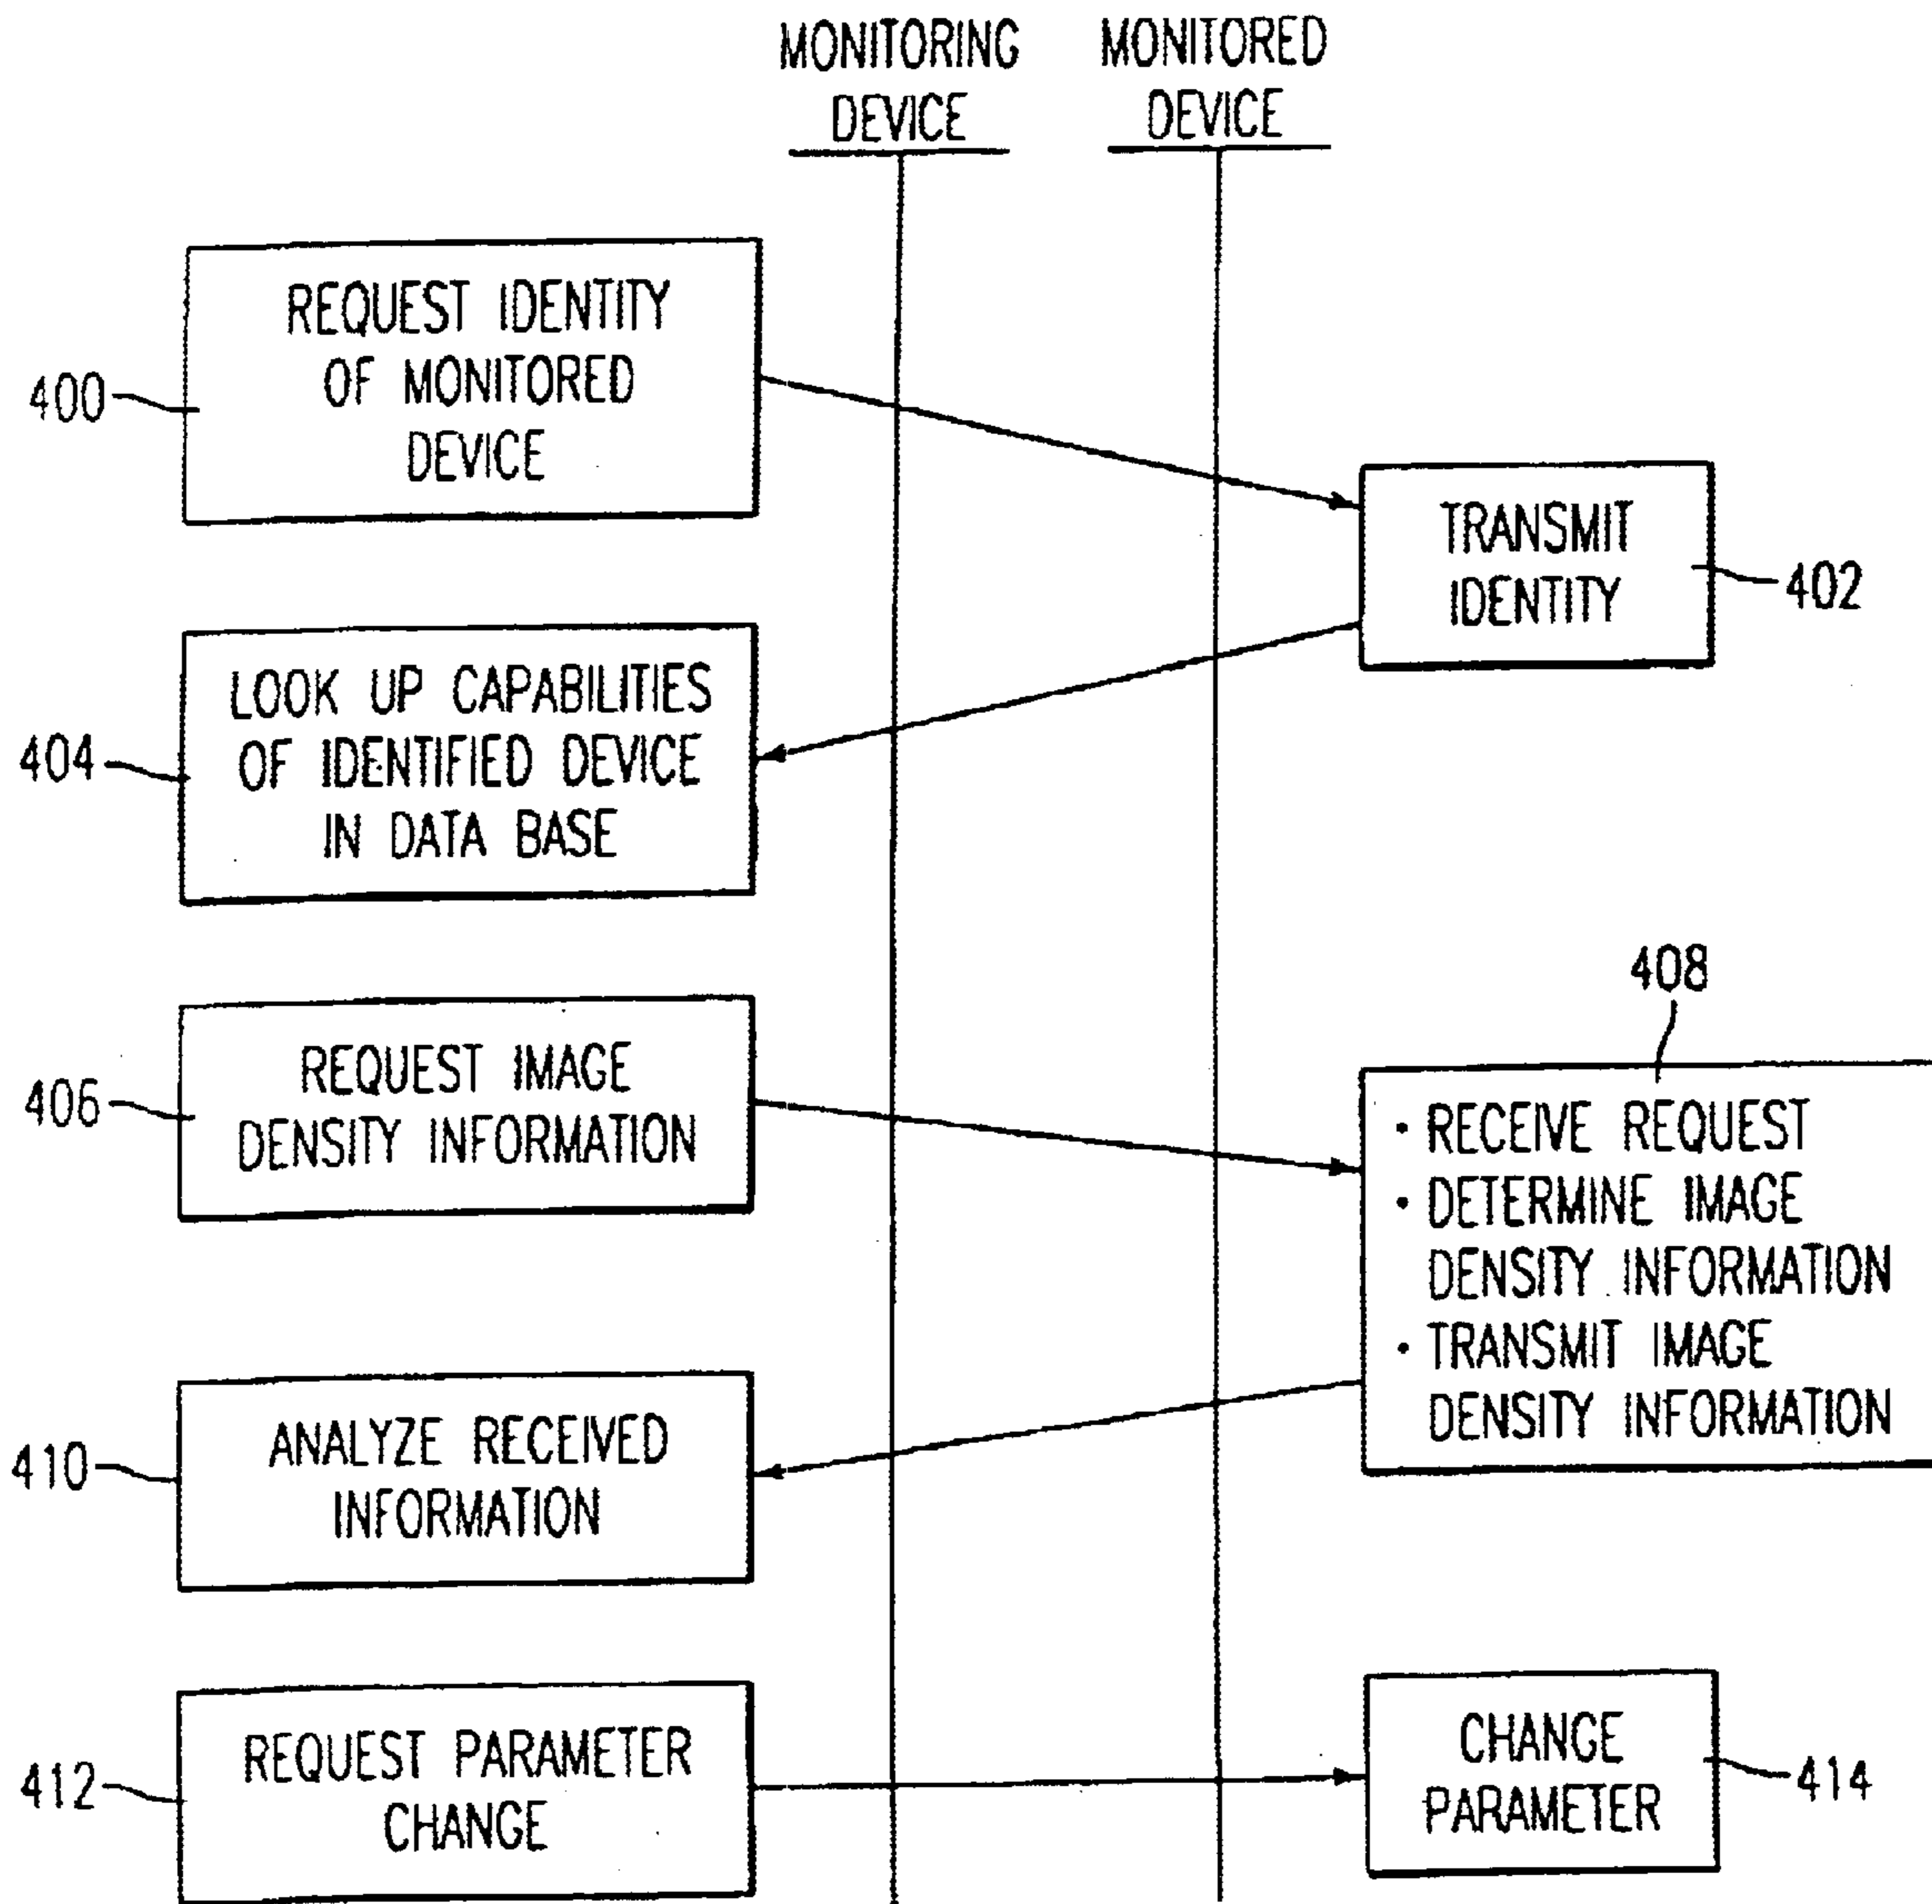 MONITORING
DEVICE
MONITORED
DEVICE
400
REQUEST IDENTITY
OF MONITORED
DEVICE
TRANSMIT
IDENTITY
402
404
LOOK UP CAPABILITIES
OF IDENTIFIED DEVICE
IN DATA BASE
406
REQUEST IMAGE
DENSITY INFORMATION
408
• RECEIVE REQUEST
• DETERMINE IMAGE
DENSITY INFORMATION
• TRANSMIT IMAGE
DENSITY INFORMATION
410
ANALYZE RECEIVED
INFORMATION
412
REQUEST PARAMETER
CHANGE
CHANGE
PARAMETER
414